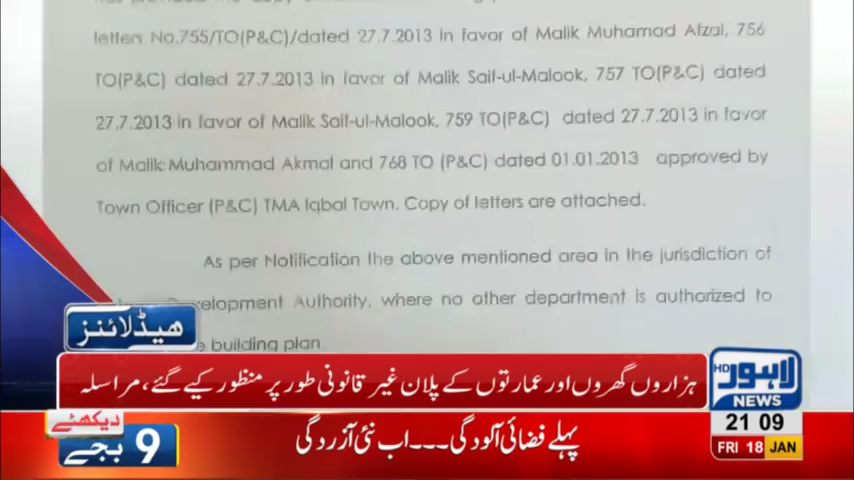 letters No.755/TO(P&C)/dated 27.7.2013 in favor of Malik Muhamad Afzal, 756
TO(P&C) dated 27.7.2013 in favor of Malik Saif-ul-Malook, 757 TO(P&C) dated
27.7.2013 in favor of Malik Saif-ul-Malook, 759 TO(P&C) dated 27.7.2013 in favor
of Malik Muhammad Akmal and 768 TO (P&C) dated 01.01.2013 approved by
Town Officer (P&C) TMA Iqbal Town. Copy of letters are attached.
As per Notification the above mentioned area in the jurisdiction of
Authority, where no other department is authorized to
building plan
ھیڈلائنز
ہزاروں گھروں اور عمارتوں کے پلان غیر قانونی طور پر منظور کیے گئے، مراسلہ
لاہور HD
NEWS
21 09
FRI 18 JAN
دیکھئے
9 بجے
پہلے فضائی آلودگی۔۔۔اب نئی آزردگی